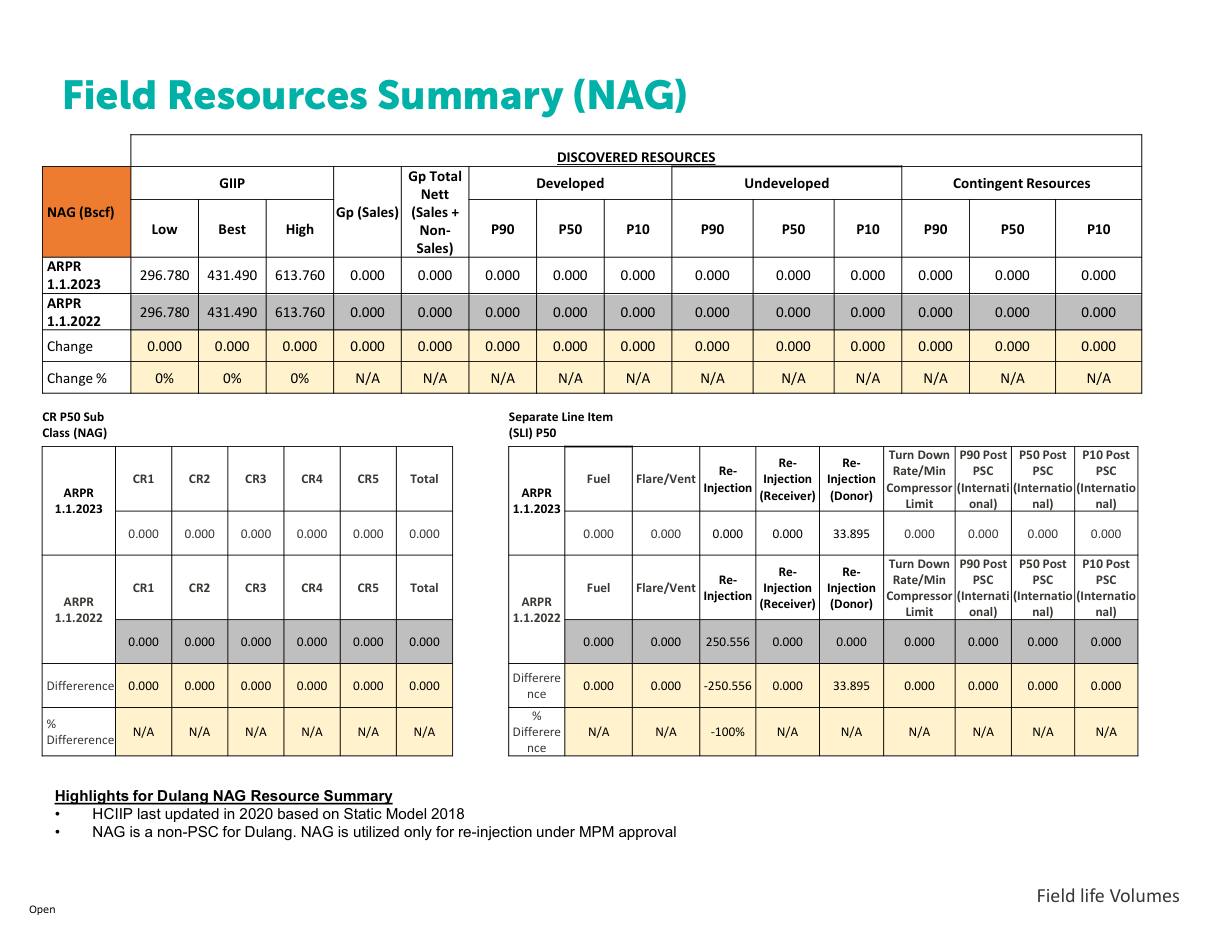 Field Resources Summary (NAG)
DISCOVERED RESOURCES
NAG (Bscf) GIIP Gp (Sales) Gp Total Nett (Sales + Non-Sales) Developed Undeveloped Contingent Resources
Low Best High P90 P50 P10 P90 P50 P10 P90 P50 P10
ARPR 1.1.2023 296.780 431.490 613.760 0.000 0.000 0.000 0.000 0.000 0.000 0.000 0.000 0.000 0.000 0.000
ARPR 1.1.2022 296.780 431.490 613.760 0.000 0.000 0.000 0.000 0.000 0.000 0.000 0.000 0.000 0.000 0.000
Change 0.000 0.000 0.000 0.000 0.000 0.000 0.000 0.000 0.000 0.000 0.000 0.000 0.000 0.000
Change % 0% 0% 0% N/A N/A N/A N/A N/A N/A N/A N/A N/A N/A N/A
CR P50 Sub
Class (NAG)
ARPR 1.1.2023 CR1 CR2 CR3 CR4 CR5 Total
0.000 0.000 0.000 0.000 0.000 0.000
ARPR 1.1.2022 CR1 CR2 CR3 CR4 CR5 Total
0.000 0.000 0.000 0.000 0.000 0.000
Differerence 0.000 0.000 0.000 0.000 0.000 0.000
% Differerence N/A N/A N/A N/A N/A N/A
Separate Line Item
(SLI) P50
ARPR 1.1.2023 Fuel Flare/Vent Re-Injection Re-Injection (Receiver) Re-Injection (Donor) Turn Down Rate/Min Compressor Limit P90 Post PSC (International) P50 Post PSC (International) P10 Post PSC (International)
0.000 0.000 0.000 0.000 33.895 0.000 0.000 0.000 0.000
ARPR 1.1.2022 Fuel Flare/Vent Re-Injection Re-Injection (Receiver) Re-Injection (Donor) Turn Down Rate/Min Compressor Limit P90 Post PSC (International) P50 Post PSC (International) P10 Post PSC (International)
0.000 0.000 250.556 0.000 0.000 0.000 0.000 0.000 0.000
Differerence 0.000 0.000 -250.556 0.000 33.895 0.000 0.000 0.000 0.000
% Differerence N/A N/A -100% N/A N/A N/A N/A N/A N/A
Highlights for Dulang NAG Resource Summary
• HCIIP last updated in 2020 based on Static Model 2018
• NAG is a non-PSC for Dulang. NAG is utilized only for re-injection under MPM approval
Field life Volumes
Open